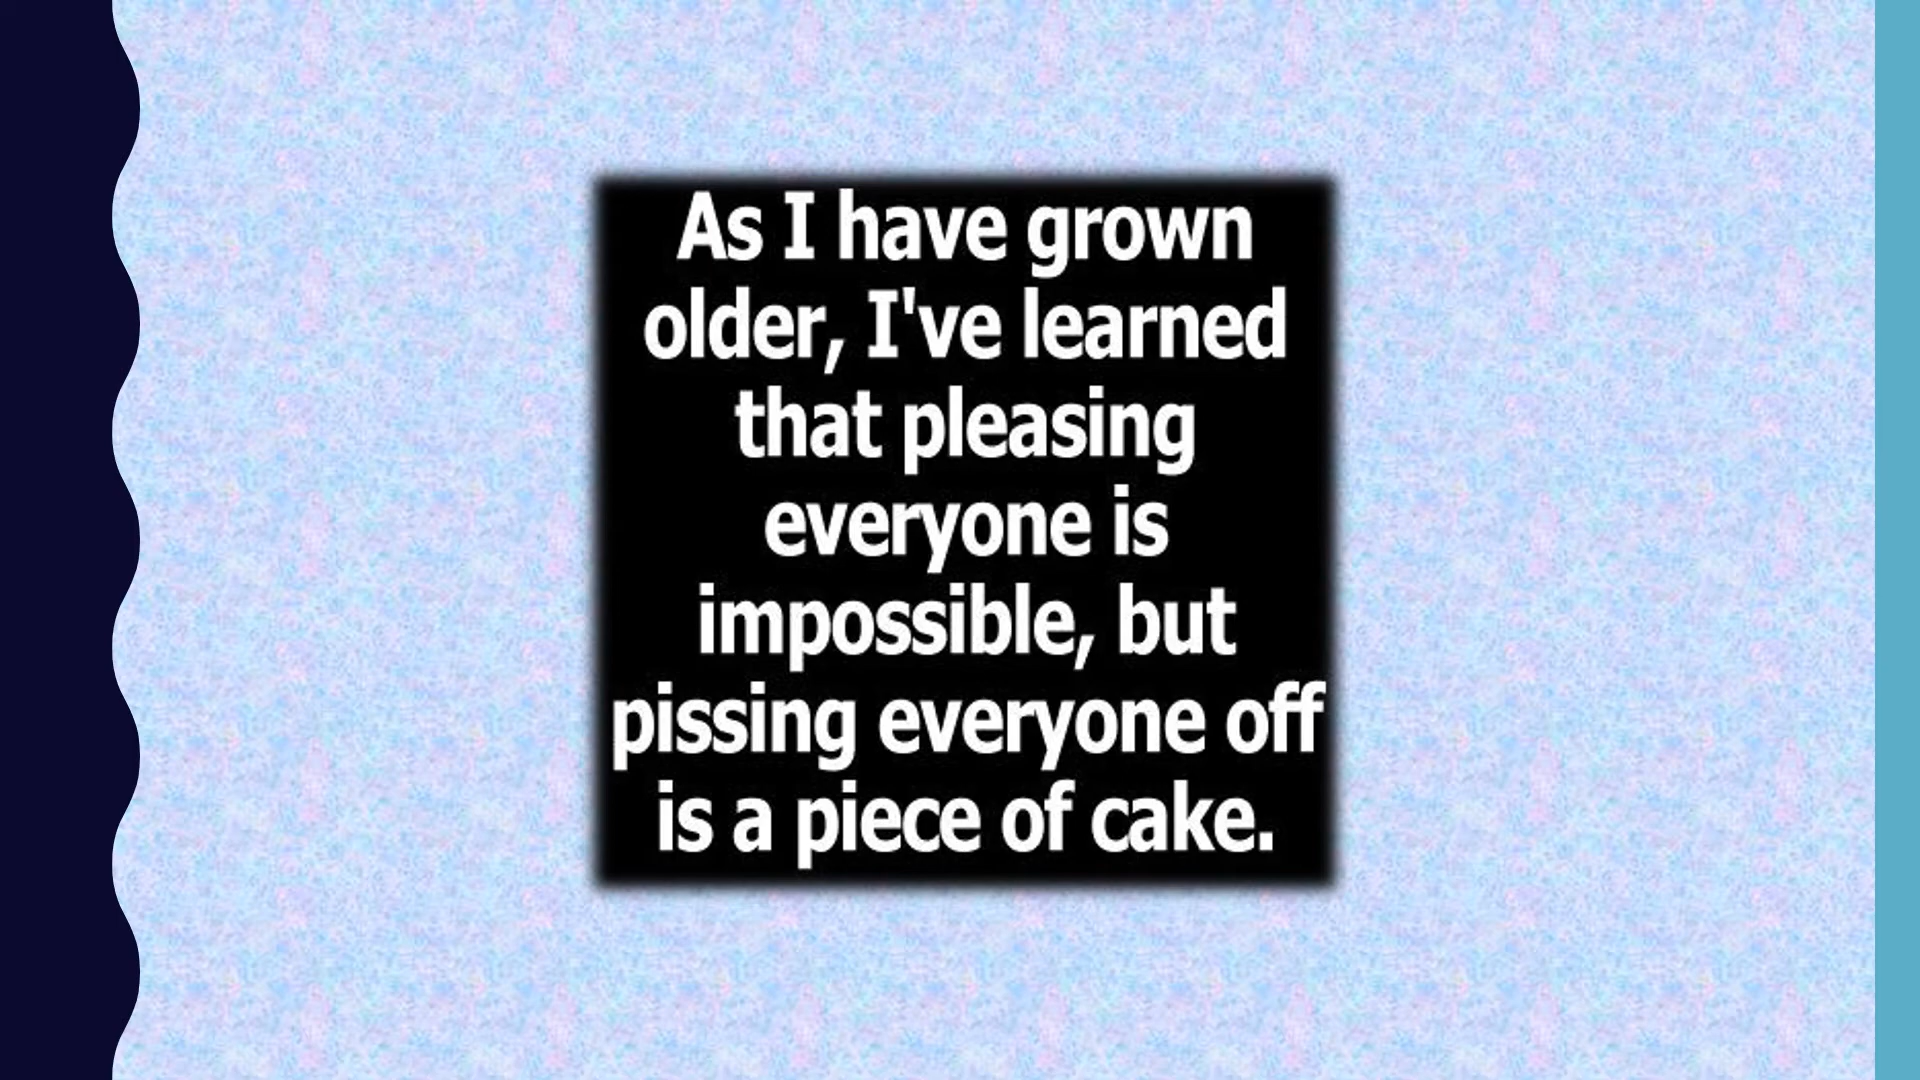 As I have grown
older, I've learned
that pleasing
everyone is
impossible, but
pissing everyone off
is a piece of cake.